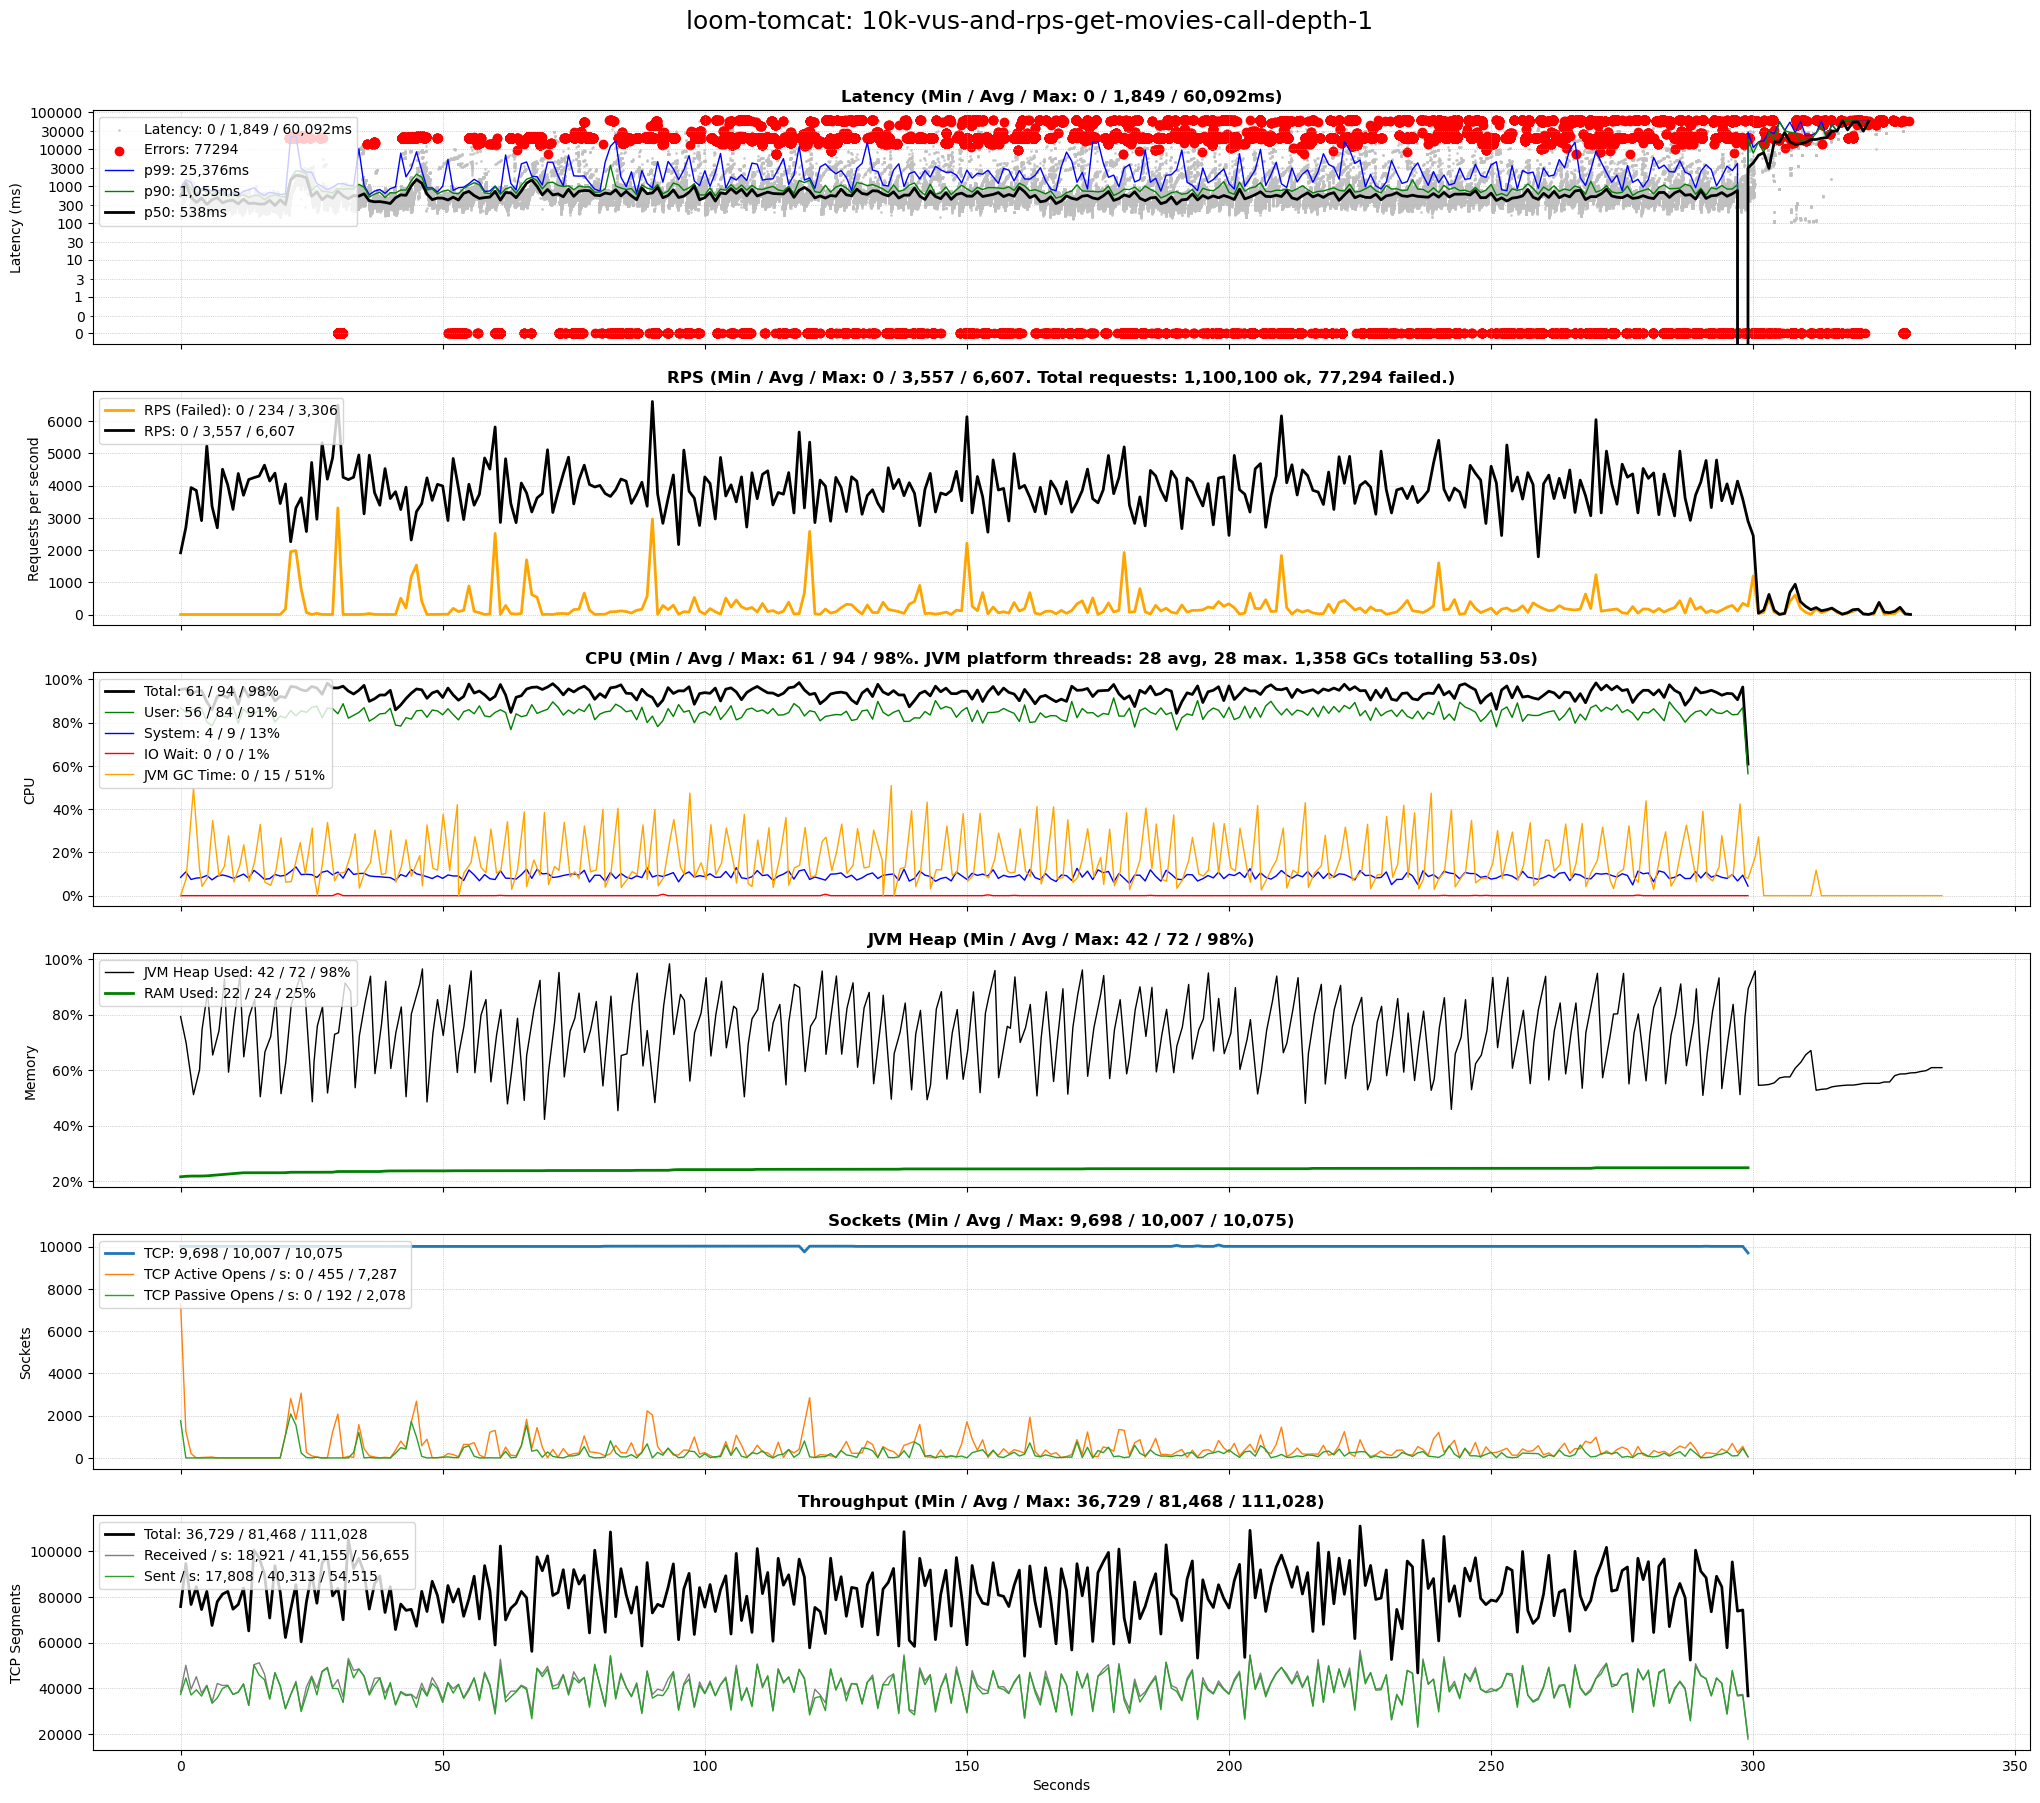 loom-tomcat: 10k-vus-and-rps-get-movies-call-depth-1
Latency (Min / Avg / Max: 0 / 1,849 / 60,092ms)
Latency (ms)
100000
30000
10000
3000
1000
300
100
30
10
3
1
0
0
Latency: 0 / 1,849 / 60,092ms
Errors: 77294
p99: 25,376ms
p90: 1,055ms
p50: 538ms
RPS (Min / Avg / Max: 0 / 3,557 / 6,607. Total requests: 1,100,100 ok, 77,294 failed.)
Requests per second
6000
5000
4000
3000
2000
1000
0
RPS (Failed): 0 / 234 / 3,306
RPS: 0 / 3,557 / 6,607
CPU (Min / Avg / Max: 61 / 94 / 98%. JVM platform threads: 28 avg, 28 max. 1,358 GCs totalling 53.0s)
CPU
100%
80%
60%
40%
20%
0%
Total: 61 / 94 / 98%
User: 56 / 84 / 91%
System: 4 / 9 / 13%
IO Wait: 0 / 0 / 1%
JVM GC Time: 0 / 15 / 51%
JVM Heap (Min / Avg / Max: 42 / 72 / 98%)
Memory
100%
80%
60%
40%
20%
JVM Heap Used: 42 / 72 / 98%
RAM Used: 22 / 24 / 25%
Sockets (Min / Avg / Max: 9,698 / 10,007 / 10,075)
Sockets
10000
8000
6000
4000
2000
0
TCP: 9,698 / 10,007 / 10,075
TCP Active Opens / s: 0 / 455 / 7,287
TCP Passive Opens / s: 0 / 192 / 2,078
Throughput (Min / Avg / Max: 36,729 / 81,468 / 111,028)
TCP Segments
100000
80000
60000
40000
20000
Total: 36,729 / 81,468 / 111,028
Received / s: 18,921 / 41,155 / 56,655
Sent / s: 17,808 / 40,313 / 54,515
0 50 100 150 200 250 300 350
Seconds